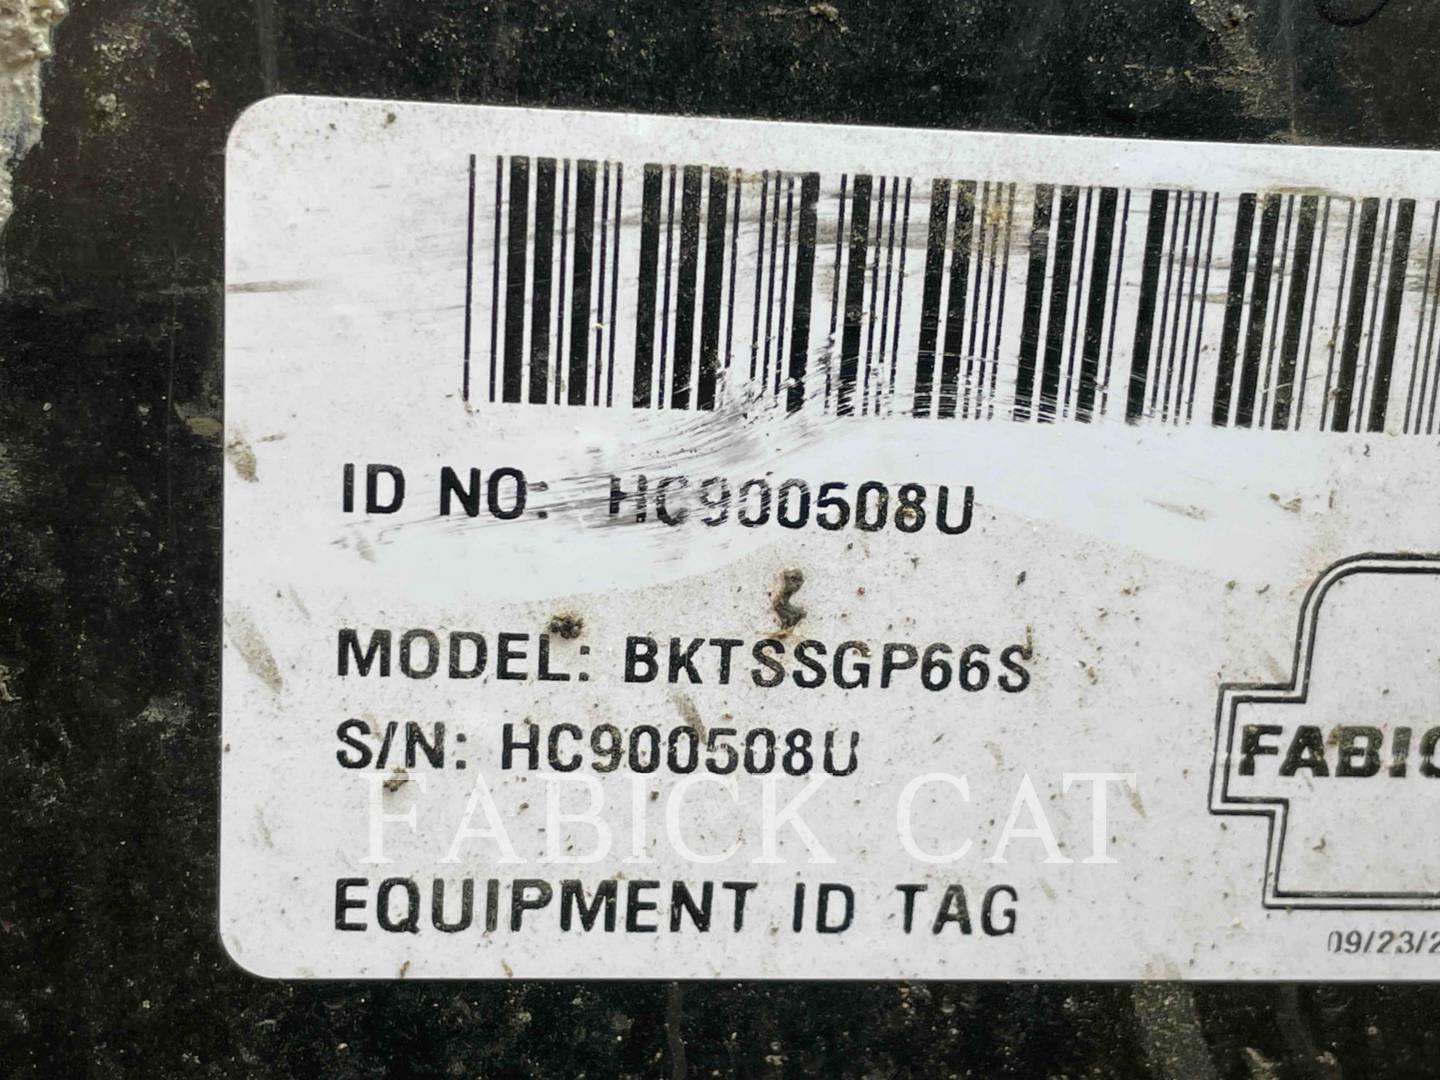 ID NO: HC900508U
MODEL: BKTSSGP66S
S/N: HC900508U
FABICK CAT
EQUIPMENT ID TAG